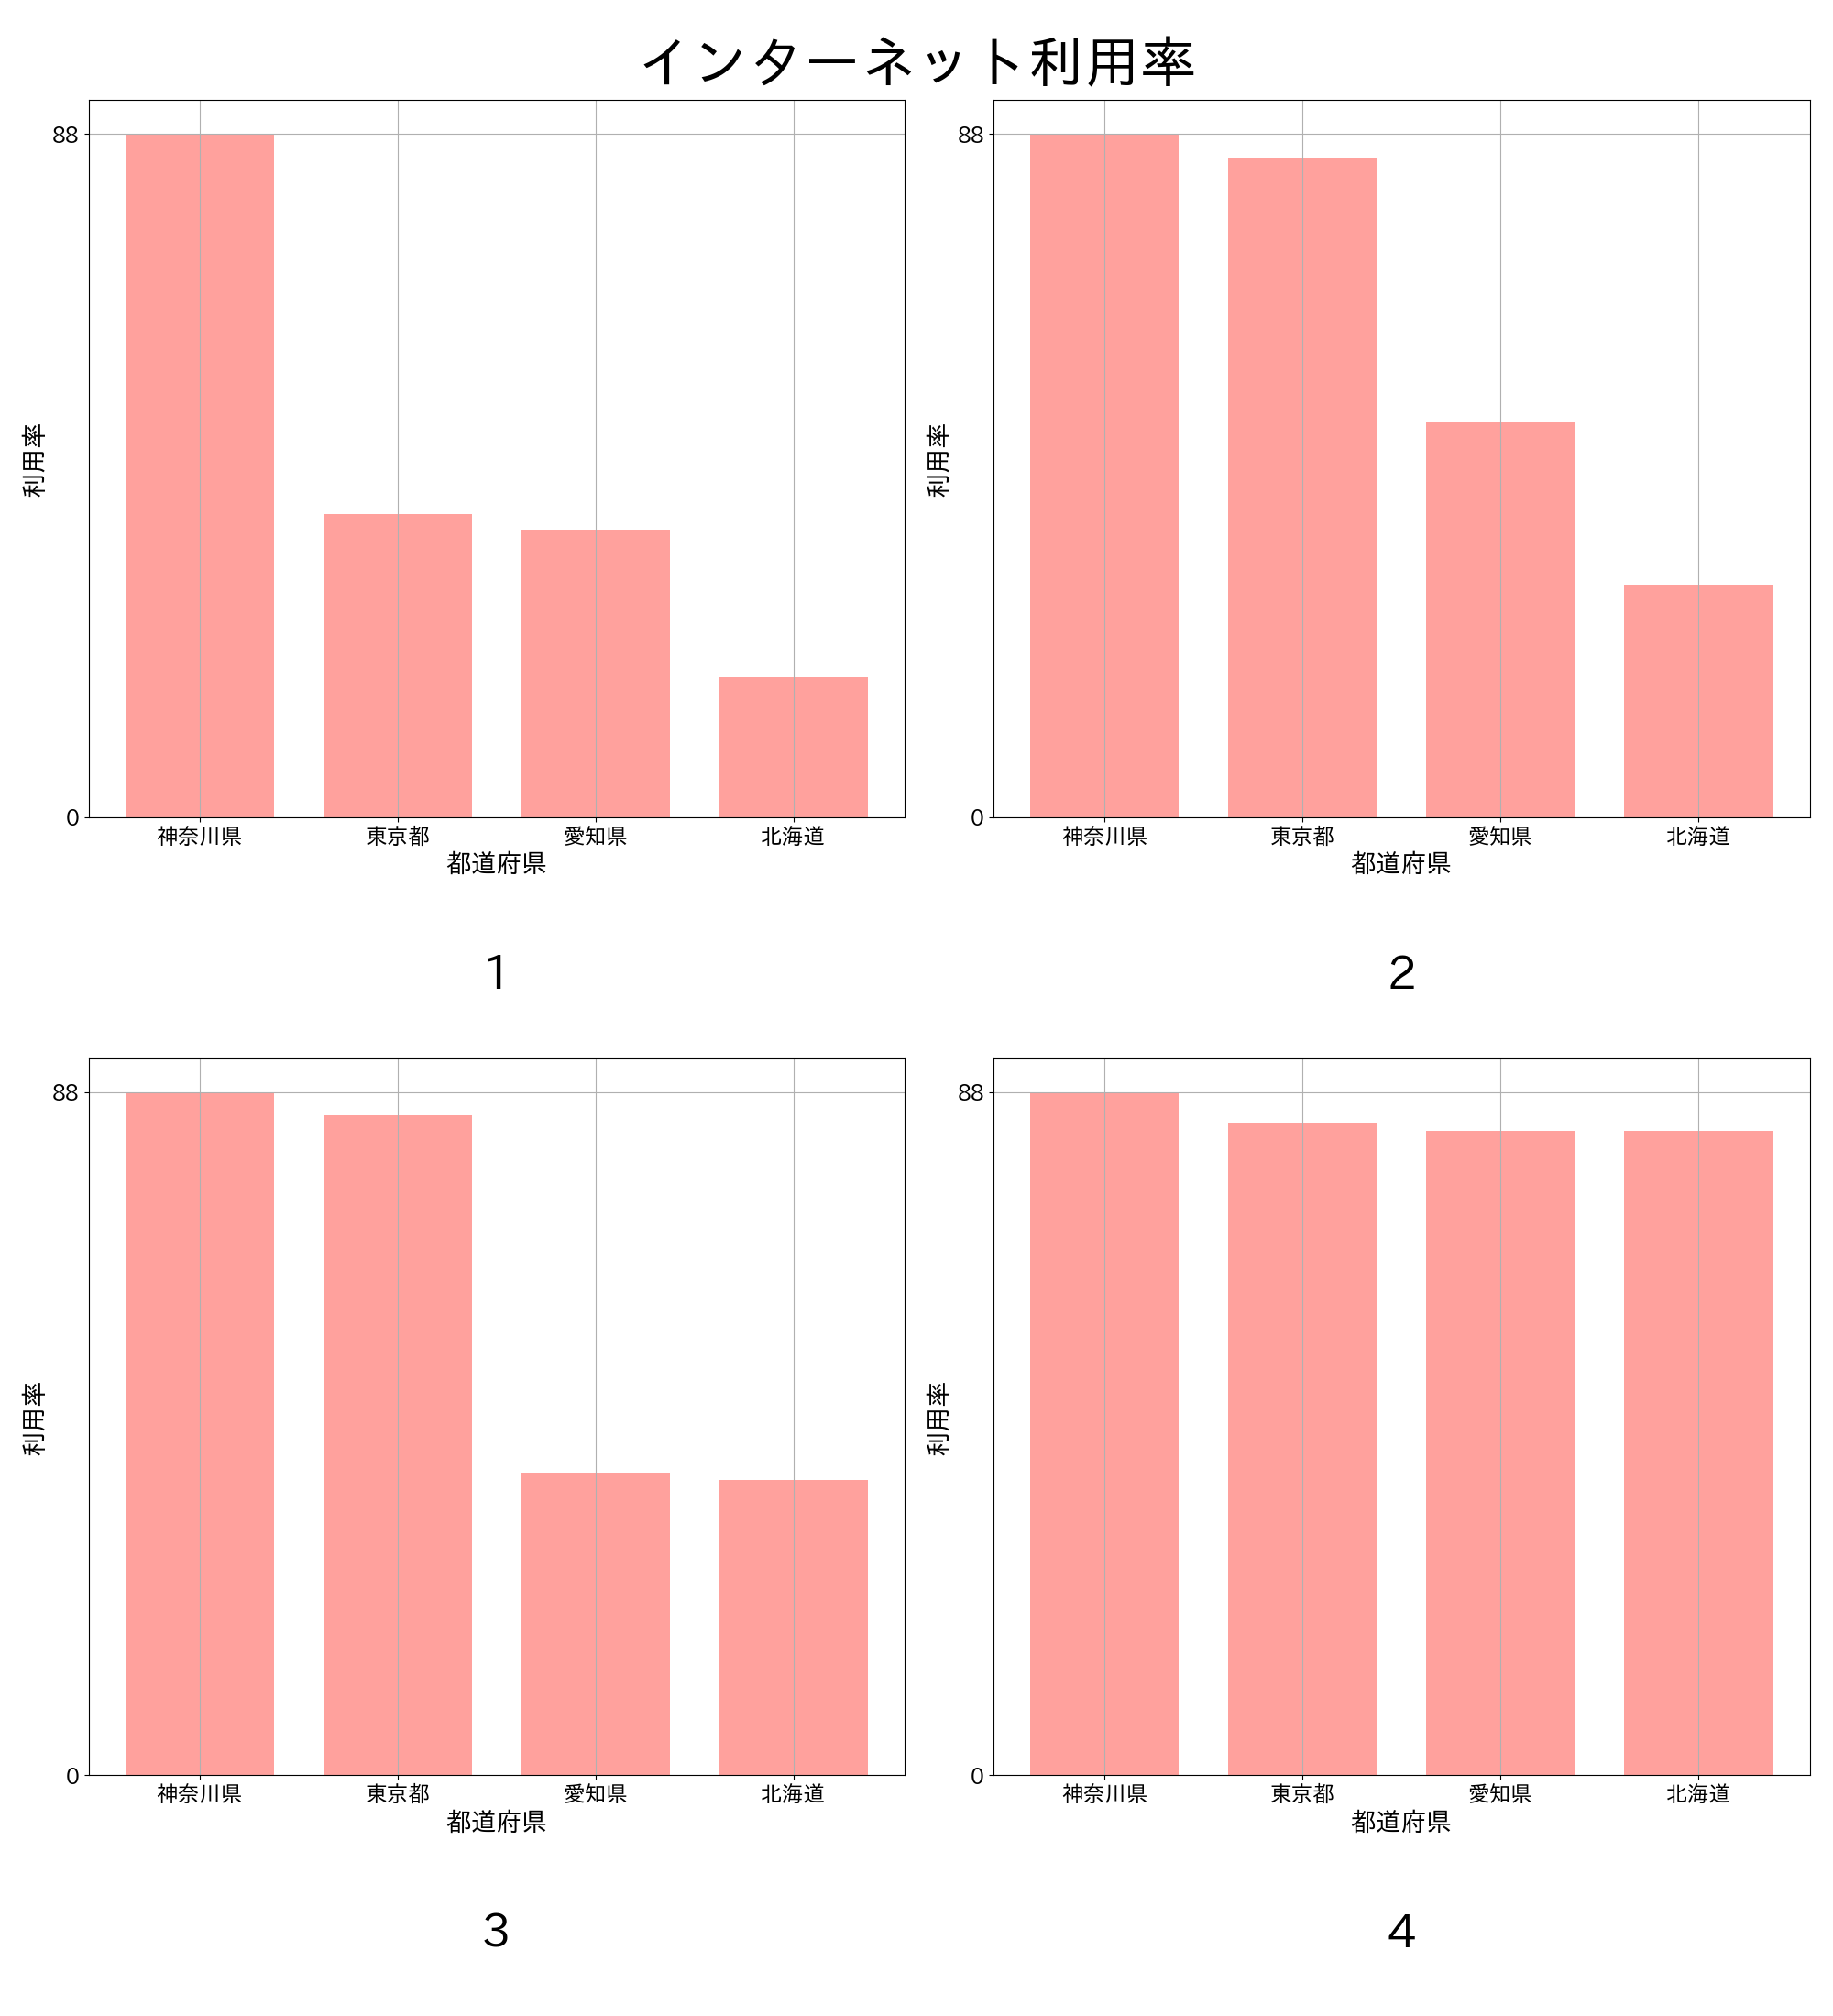 インターネット利用率
88
利用率
0
神奈川県 東京都 愛知県 北海道
都道府県
1
88
利用率
0
神奈川県 東京都 愛知県 北海道
都道府県
2
88
利用率
0
神奈川県 東京都 愛知県 北海道
都道府県
3
88
利用率
0
神奈川県 東京都 愛知県 北海道
都道府県
4